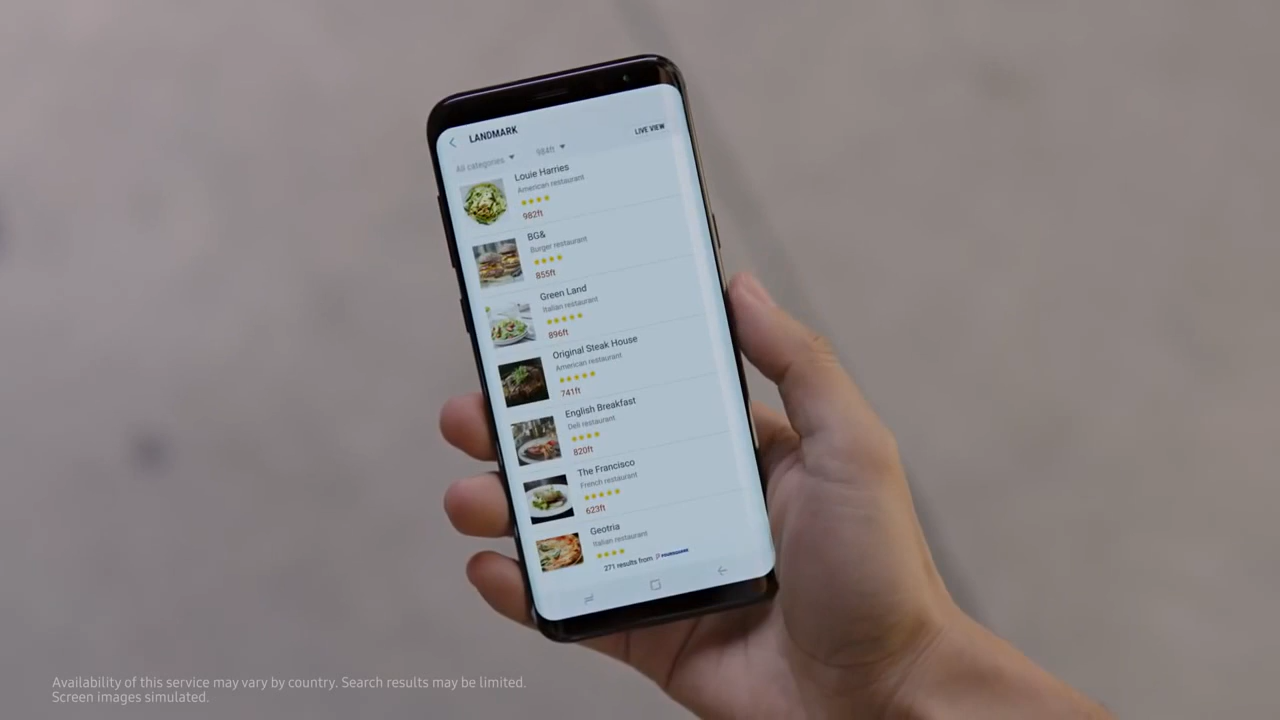 LANDMARK
LIVE VIEW
All categories
984ft
Louie Harries
American restaurant
982ft
BG&
Burger restaurant
855ft
Green Land
Italian restaurant
896ft
Original Steak House
American restaurant
741ft
English Breakfast
Deli restaurant
820ft
The Francisco
French restaurant
623ft
Geotria
Italian restaurant
271 results from FOURSQUARE
Availability of this service may vary by country. Search results may be limited.
Screen images simulated.